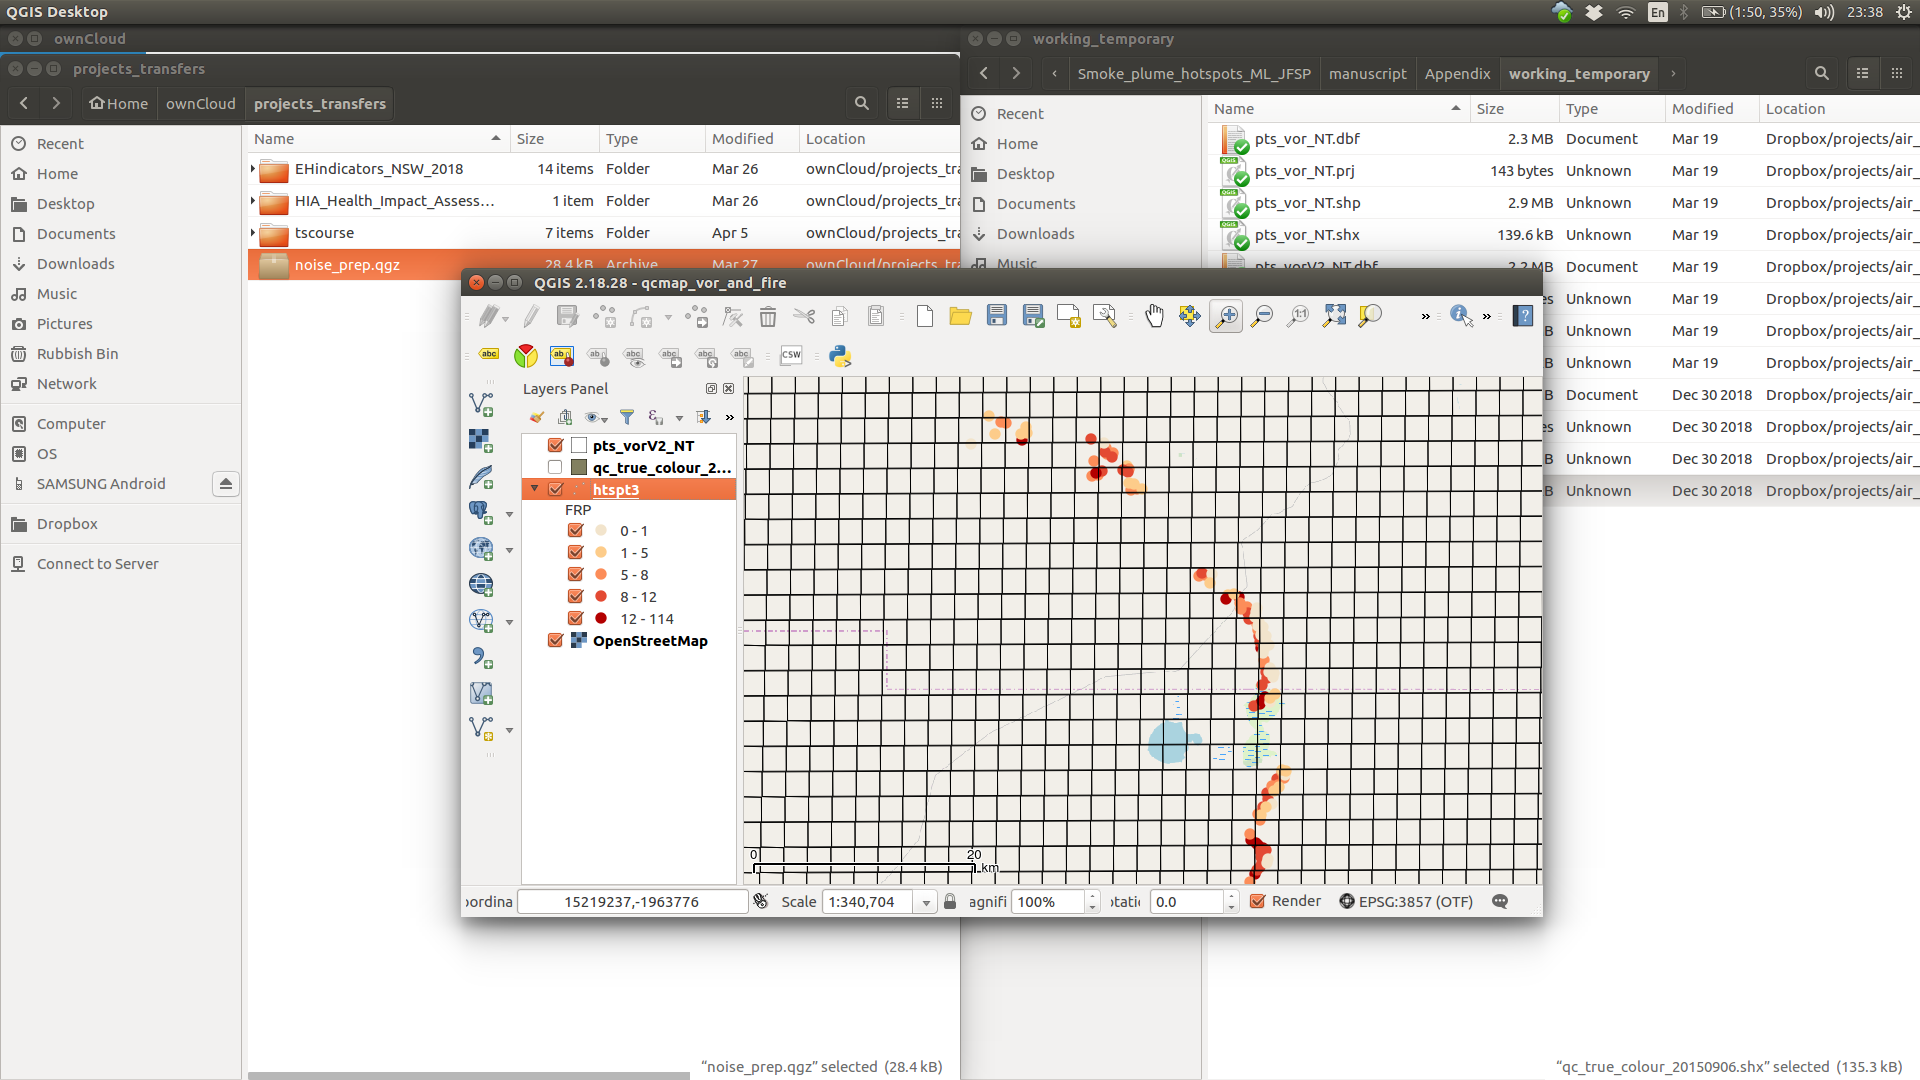 QGIS Desktop
En
(1:50, 35%)
23:38
ownCloud
projects_transfers
Home
ownCloud
projects_transfers
Recent
Home
Desktop
Documents
Downloads
Music
Pictures
Rubbish Bin
Network
Computer
OS
SAMSUNG Android
Dropbox
Connect to Server
Name Size Type Modified Location
EHindicators_NSW_2018 14 items Folder Mar 26 ownCloud/projects_tra
HIA_Health_Impact_Assess... 1 item Folder Mar 26 ownCloud/projects_tra
tscourse 7 items Folder Apr 5 ownCloud/projects_tra
noise_prep.qgz 28.4 kB Archive Mar 27 ownCloud/projects_tra
"noise_prep.qgz" selected (28.4 kB)
working_temporary
Smoke_plume_hotspots_ML_JFSP manuscript Appendix working_temporary
Recent
Home
Desktop
Documents
Downloads
Music
Name Size Type Modified Location
pts_vor_NT.dbf 2.3 MB Document Mar 19 Dropbox/projects/air_
pts_vor_NT.prj 143 bytes Unknown Mar 19 Dropbox/projects/air_
pts_vor_NT.shp 2.9 MB Unknown Mar 19 Dropbox/projects/air_
pts_vor_NT.shx 139.6 kB Unknown Mar 19 Dropbox/projects/air_
pts_vorV2_NT.dbf 2.2 MB Document Mar 19 Dropbox/projects/air_
es Unknown Mar 19 Dropbox/projects/air_
B Unknown Mar 19 Dropbox/projects/air_
B Unknown Mar 19 Dropbox/projects/air_
B Document Dec 30 2018 Dropbox/projects/air_
es Unknown Dec 30 2018 Dropbox/projects/air_
B Unknown Dec 30 2018 Dropbox/projects/air_
B Unknown Dec 30 2018 Dropbox/projects/air_
"qc_true_colour_20150906.shx" selected (135.3 kB)
QGIS 2.18.28 - qcmap_vor_and_fire
1:1
abc
ab
ab
abc
abc
abc
abc
CSW
Layers Panel
pts_vorV2_NT
qc_true_colour_2...
htspt3
FRP
0 - 1
1 - 5
5 - 8
8 - 12
12 - 114
OpenStreetMap
0 20
km
oordina 15219237,-1963776 Scale 1:340,704 agnifi 100% otatio 0.0 Render EPSG:3857 (OTF)